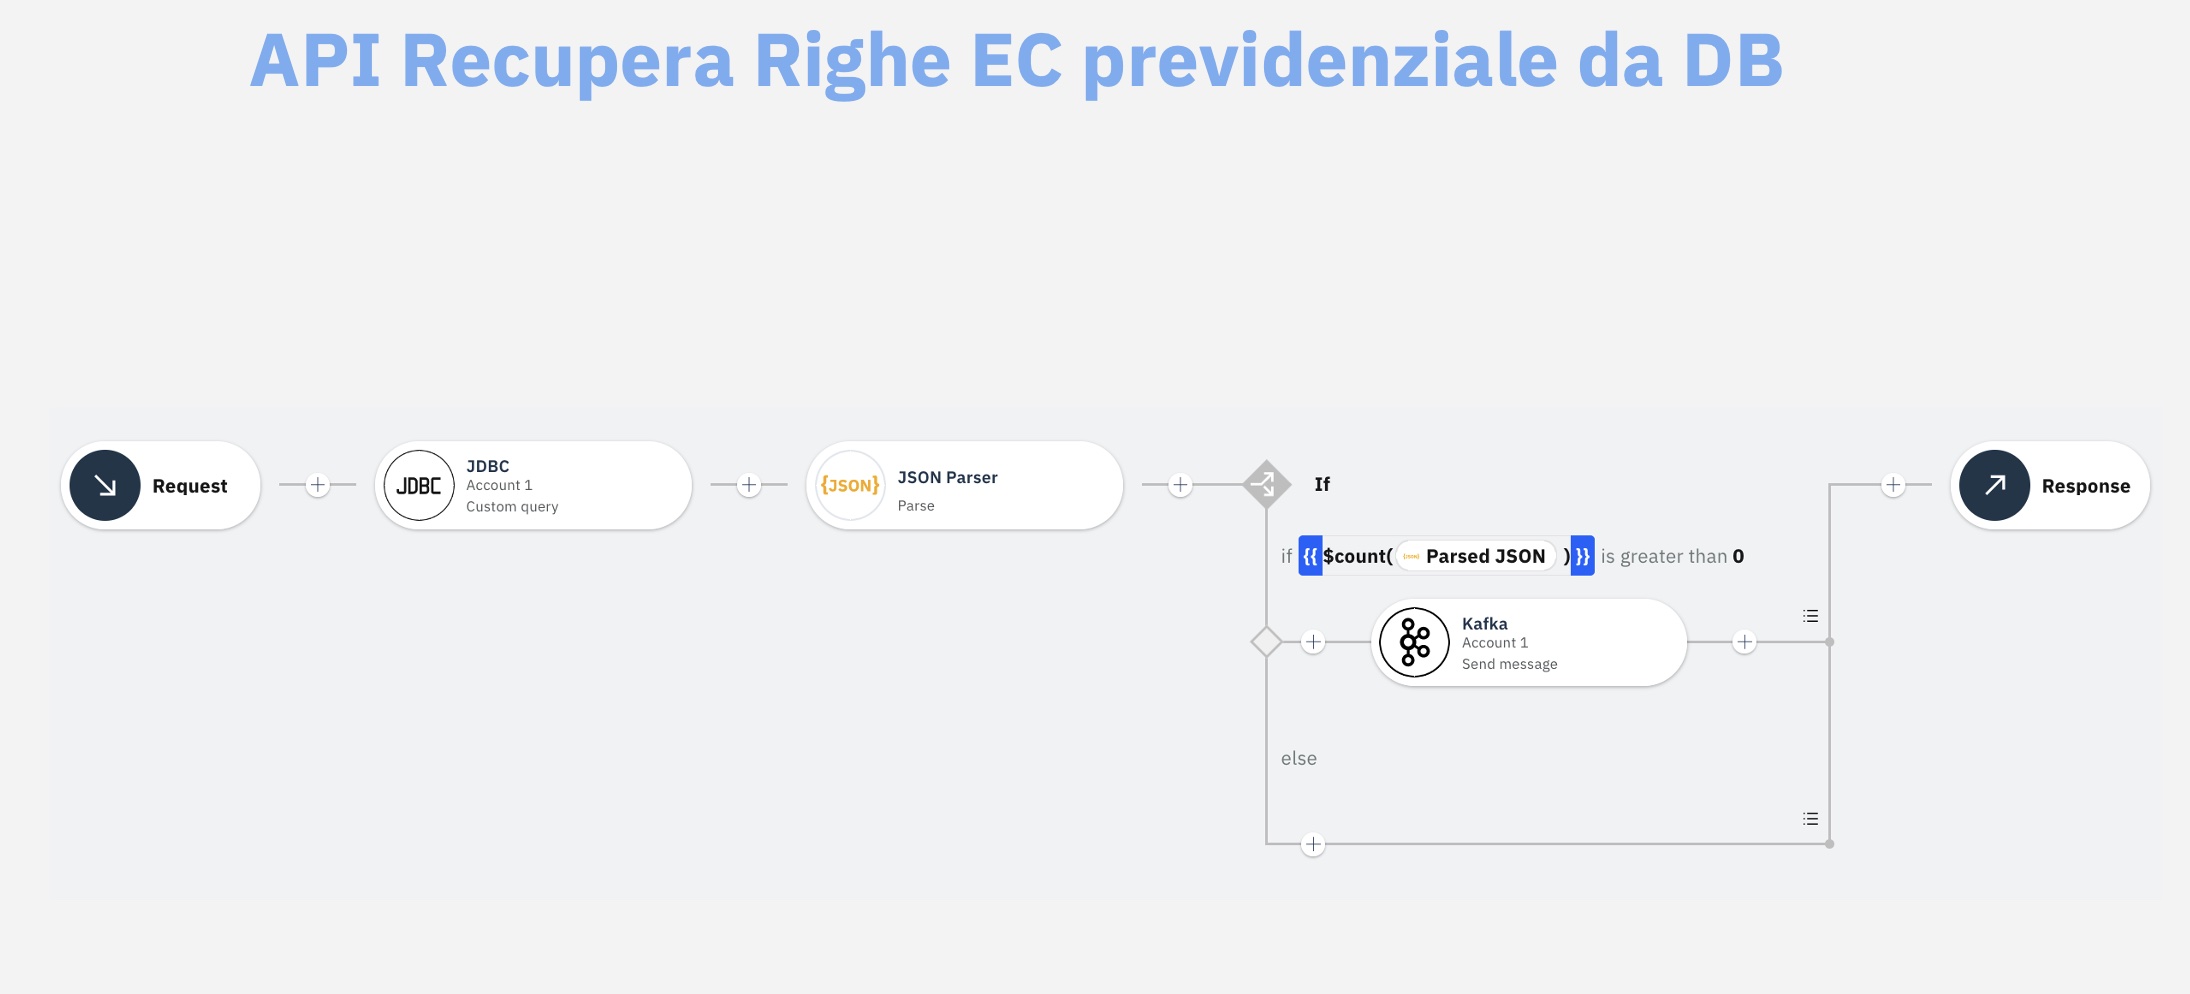 API Recupera Righe EC previdenziale da DB
Request
JDBC
JDBC
Account 1
Custom query
{JSON}
JSON Parser
Parse
If
if {{$count( {JSON} Parsed JSON )}} is greater than 0
Kafka
Account 1
Send message
else
Response